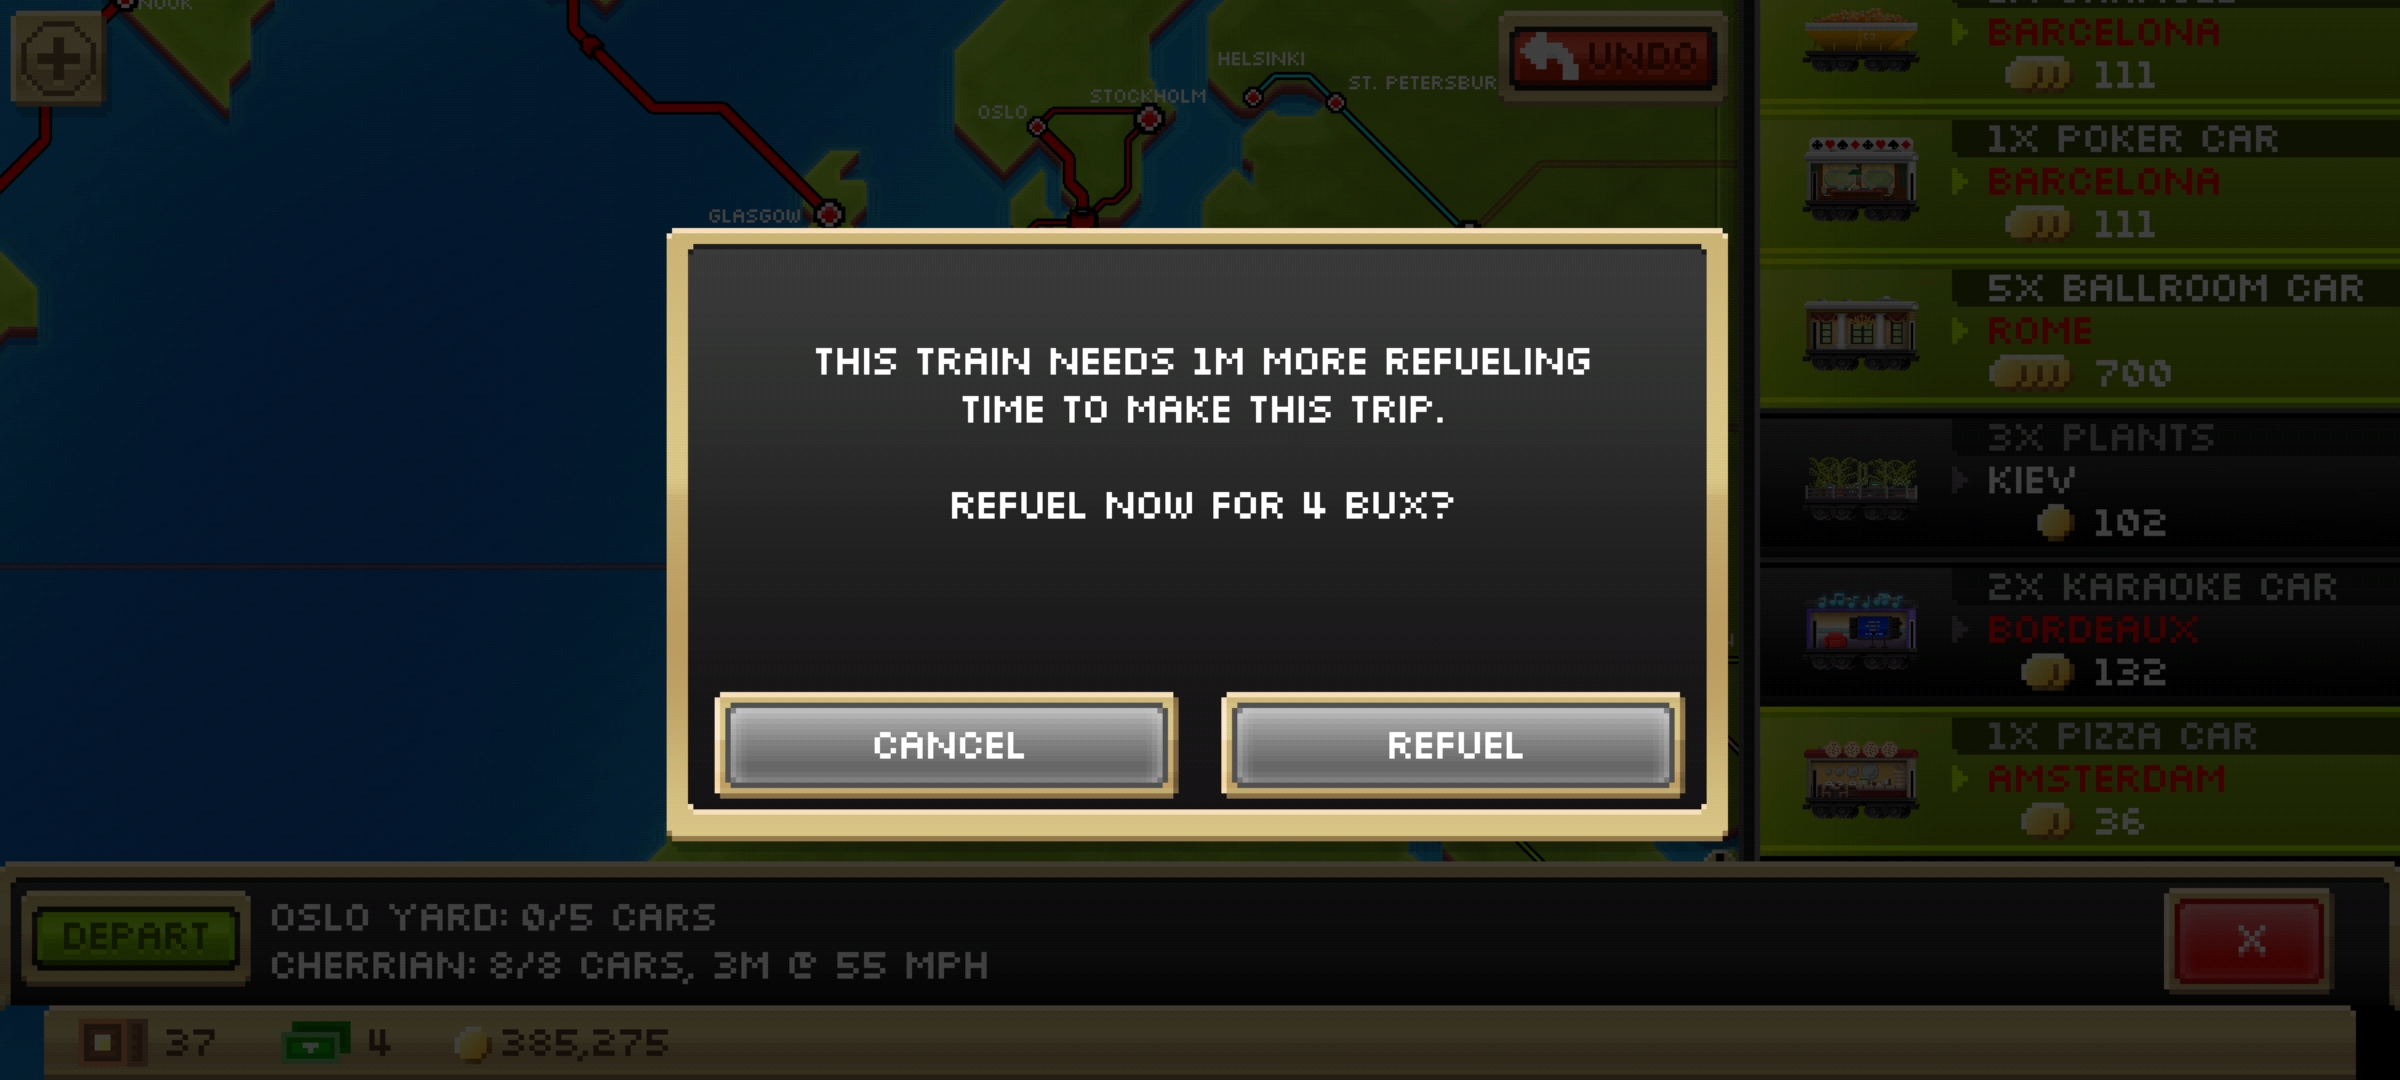 NUUK
HELSINKI
ST. PETERSBUR
STOCKHOLM
OSLO
GLASGOW
UNDO
BARCELONA
111
1X POKER CAR
BARCELONA
111
5X BALLROOM CAR
ROME
700
3X PLANTS
KIEV
102
2X KARAOKE CAR
BORDEAUX
132
1X PIZZA CAR
AMSTERDAM
36
THIS TRAIN NEEDS 1M MORE REFUELING
TIME TO MAKE THIS TRIP.
REFUEL NOW FOR 4 BUX?
CANCEL
REFUEL
DEPART
OSLO YARD: 0/5 CARS
CHERRIAN: 8/8 CARS, 3M @ 55 MPH
X
37
4
385,275